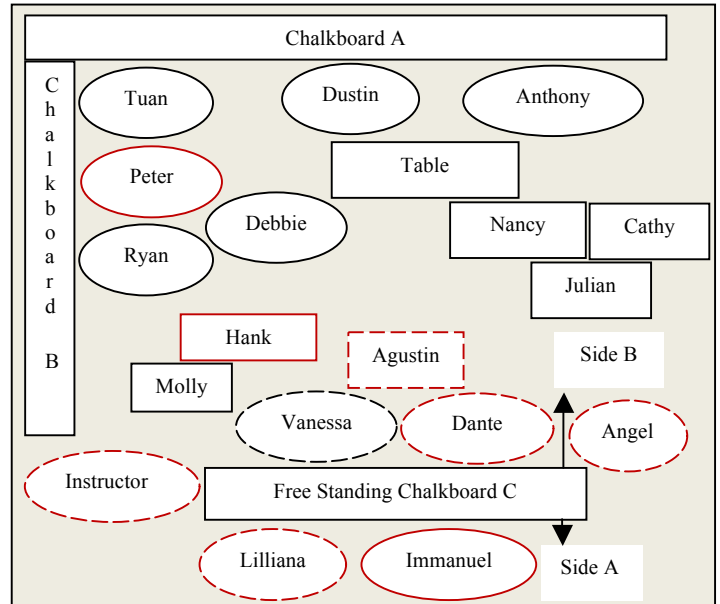 Chalkboard A
Chalkboard B
Tuan
Dustin
Anthony
Peter
Table
Debbie
Nancy
Cathy
Ryan
Julian
Hank
Agustin
Side B
Molly
Vanessa
Dante
Angel
Instructor
Free Standing Chalkboard C
Lilliana
Immanuel
Side A